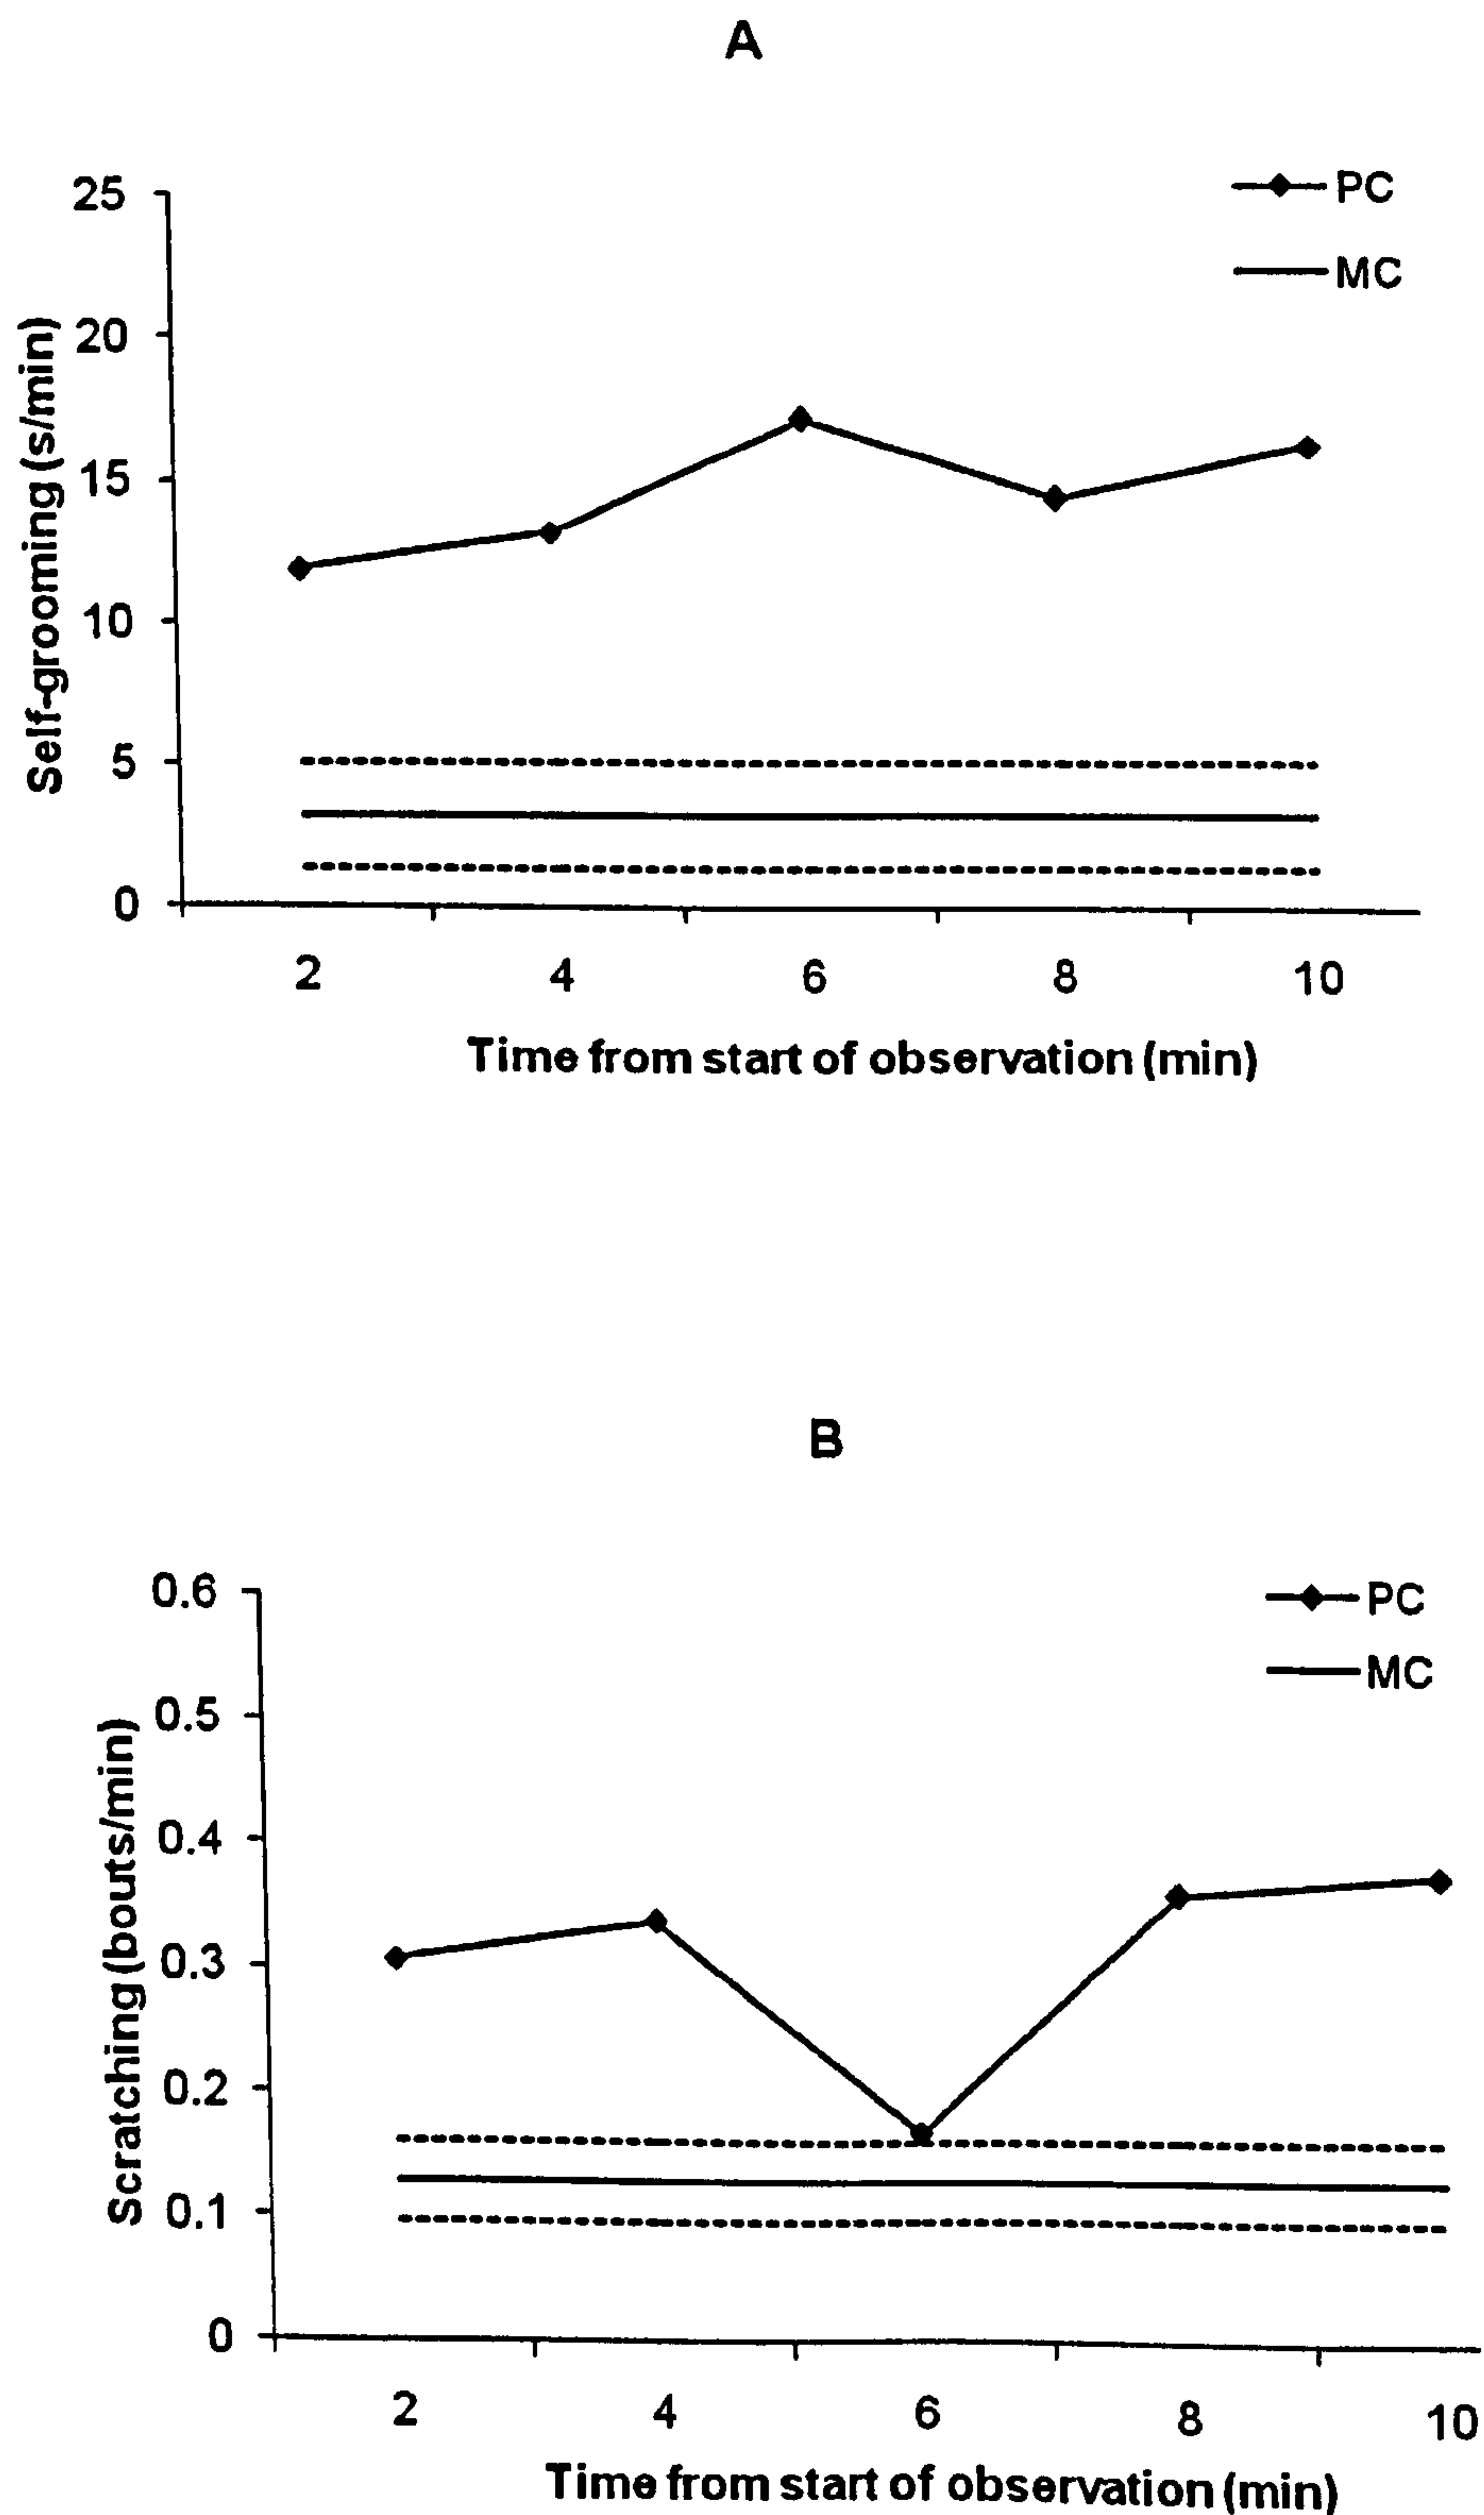 A
25
20
15
10
5
0
Self-grooming (s/min)
PC
MC
2 4 6 8 10
Time from start of observation (min)
B
0.6
0.5
0.4
0.3
0.2
0.1
0
Scratching (bouts/min)
PC
MC
2 4 6 8 10
Time from start of observation (min)